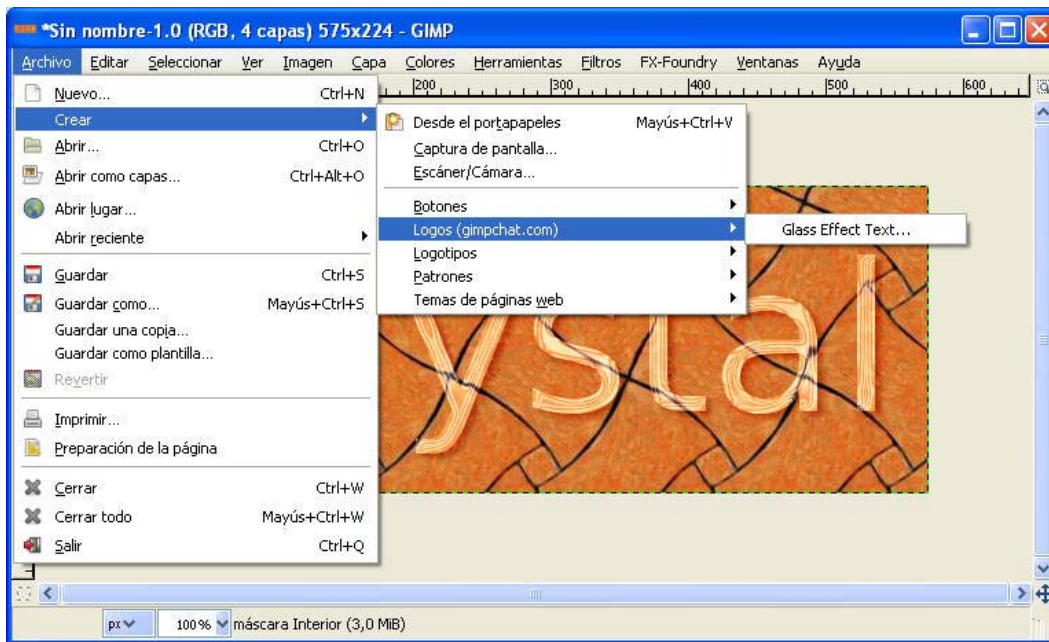 *Sin nombre-1.0 (RGB, 4 capas) 575x224 - GIMP
Archivo Editar Seleccionar Ver Imagen Capa Colores Herramientas Filtros FX-Foundry Ventanas Ayuda
200 300 400 500 600
Nuevo... Ctrl+N
Crear
Abrir... Ctrl+O
Abrir como capas... Ctrl+Alt+O
Abrir lugar...
Abrir reciente
Guardar Ctrl+S
Guardar como... Mayús+Ctrl+S
Guardar una copia...
Guardar como plantilla...
Revertir
Imprimir...
Preparación de la página
Cerrar Ctrl+W
Cerrar todo Mayús+Ctrl+W
Salir Ctrl+Q
Desde el portapapeles Mayús+Ctrl+V
Captura de pantalla...
Escáner/Cámara...
Botones
Logos (gimpchat.com)
Logotipos
Patrones
Temas de páginas web
Glass Effect Text...
ystal
px 100% máscara Interior (3,0 MiB)